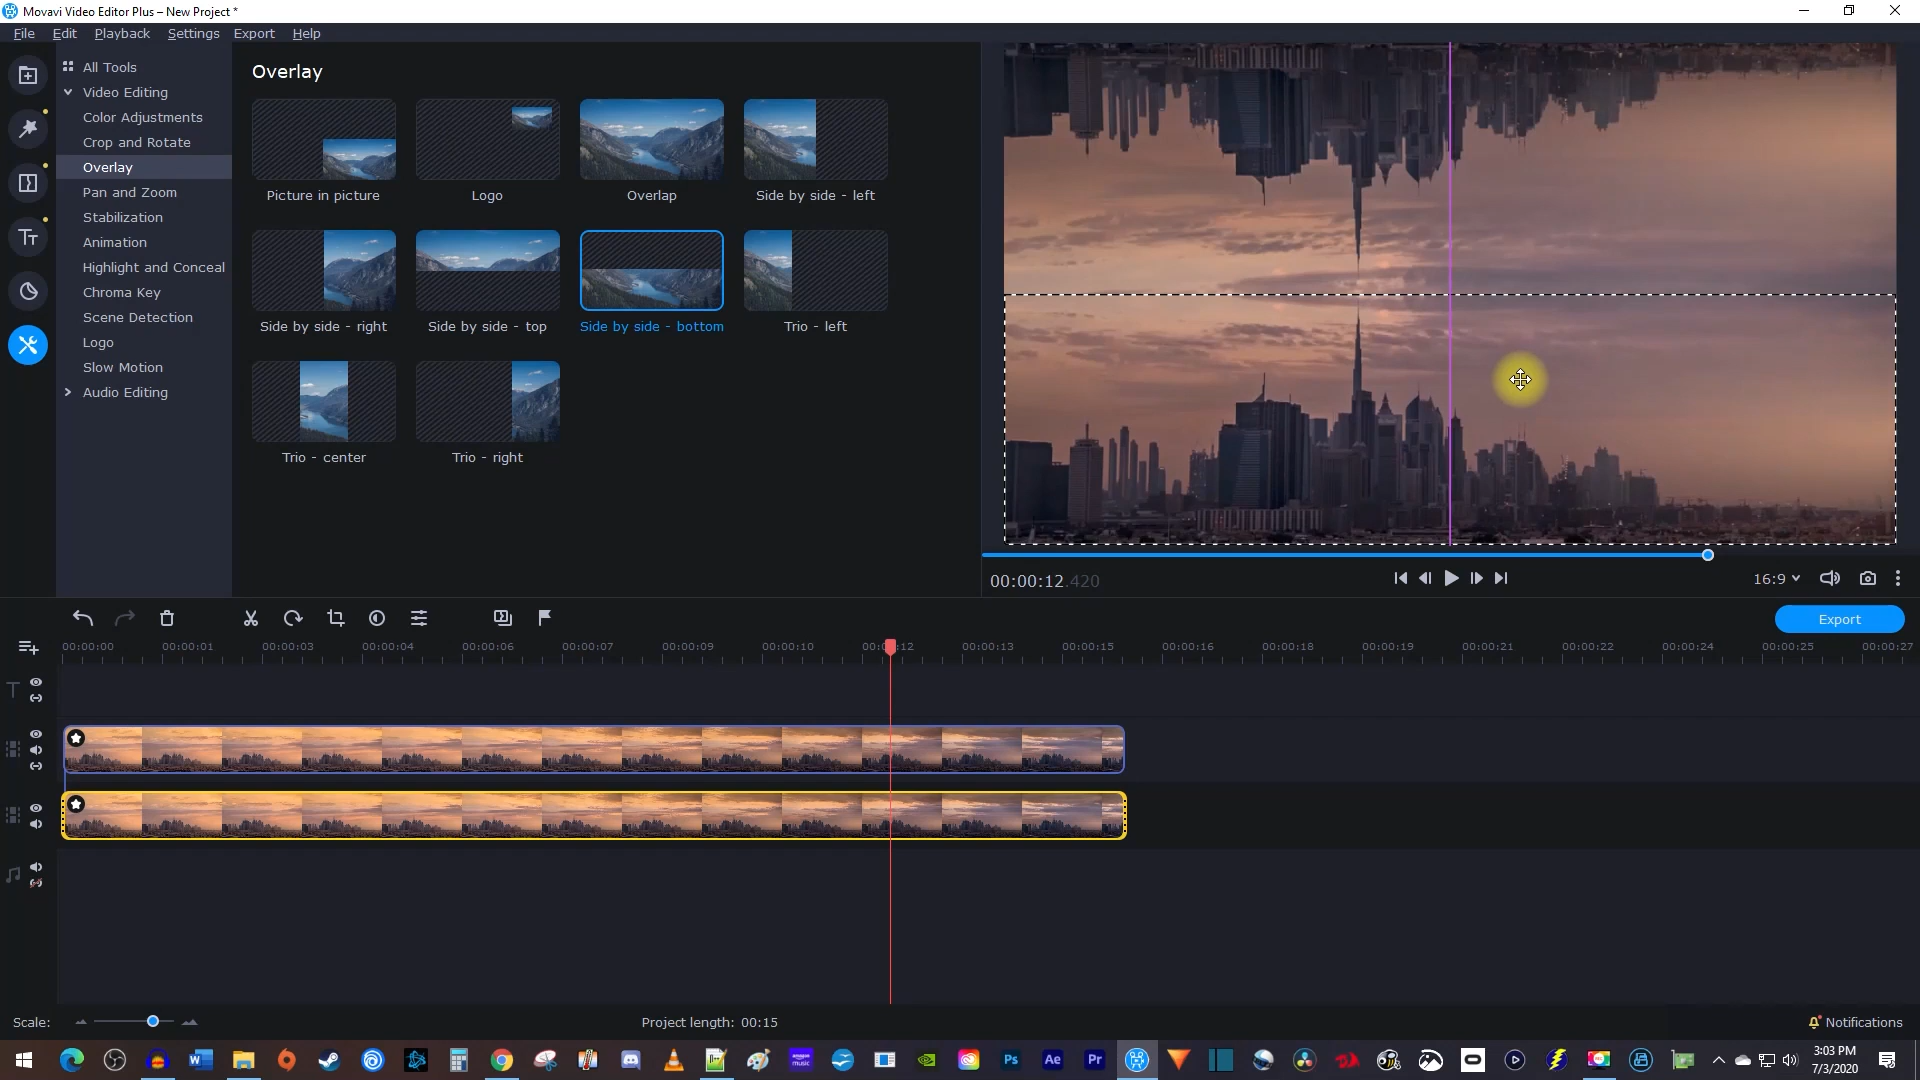 Movavi Video Editor Plus – New Project *
File Edit Playback Settings Export Help
All Tools
Video Editing
Color Adjustments
Crop and Rotate
Overlay
Pan and Zoom
Stabilization
Animation
Highlight and Conceal
Chroma Key
Scene Detection
Logo
Slow Motion
Audio Editing
Overlay
Picture in picture
Logo
Overlap
Side by side - left
Side by side - right
Side by side - top
Side by side - bottom
Trio - left
Trio - center
Trio - right
00:00:12.420
16:9
Export
00:00:00 00:00:01 00:00:03 00:00:04 00:00:06 00:00:07 00:00:09 00:00:10 00:00:12 00:00:13 00:00:15 00:00:16 00:00:18 00:00:19 00:00:21 00:00:22 00:00:24 00:00:25 00:00:27
Scale:
Project length: 00:15
Notifications
W
amazon music
Ps
Ae
Pr
3:03 PM
7/3/2020